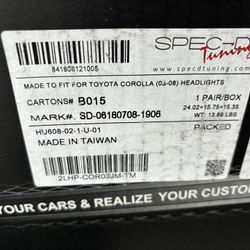 841808121005
SPEC-D
Tuning
www.specdtuning.com
MADE TO FIT FOR TOYOTA COROLLA (03-08) HEADLIGHTS
CARTONS# B015
1 PAIR/BOX
24.02×15.75×15.35
MARK#. SD-06180708-1906
WT: 13.89 LBS
HU608-02-1-U-01
PACKED
MADE IN TAIWAN
2LHP-COR03JM-TM
YOUR CARS & REALIZE YOUR